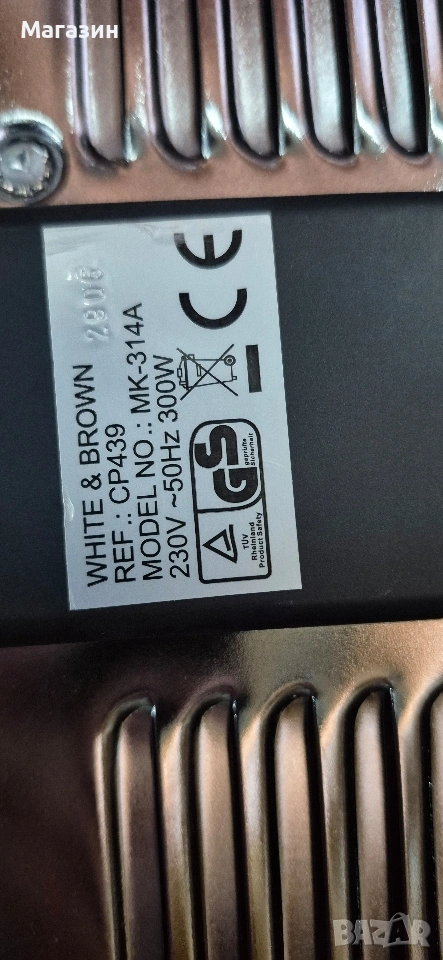 Магазин
WHITE & BROWN 2906
REF.: CP439
MODEL NO.: MK-314A
230V ~50Hz 300W
CE
GS
geprüfte
Sicherheit
TÜV
Rheinland
Product Safety
BAZAR